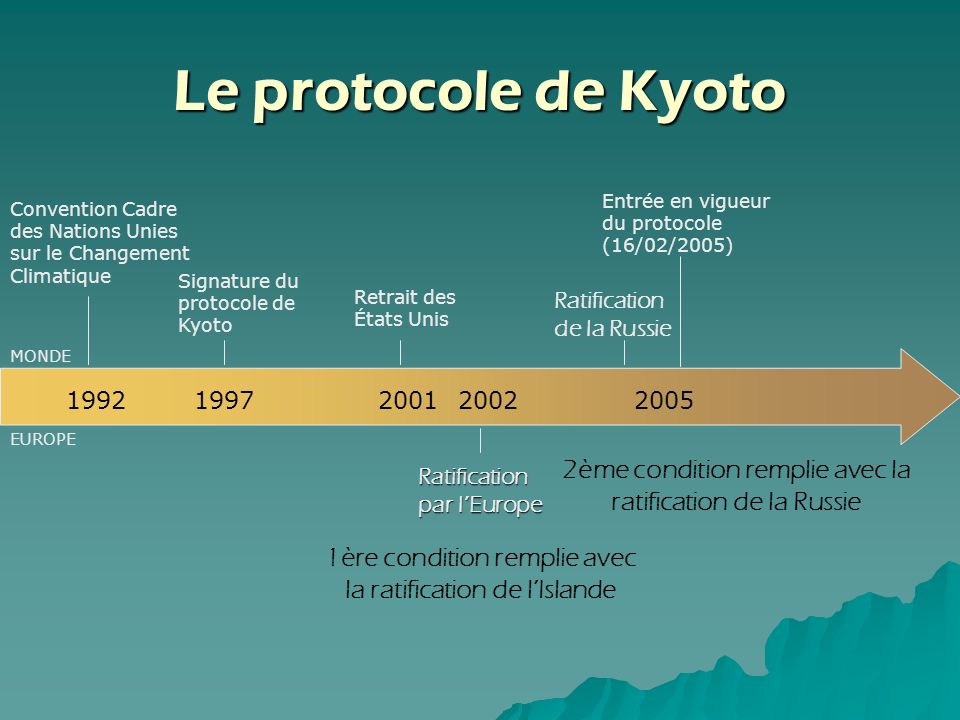 Le protocole de Kyoto
Convention Cadre
des Nations Unies
sur le Changement
Climatique
Signature du
protocole de
Kyoto
Retrait des
États Unis
Ratification
de la Russie
Entrée en vigueur
du protocole
(16/02/2005)
MONDE
1992 1997 2001 2002 2005
EUROPE
Ratification
par l’Europe
2ème condition remplie avec la
ratification de la Russie
1ère condition remplie avec
la ratification de l’Islande